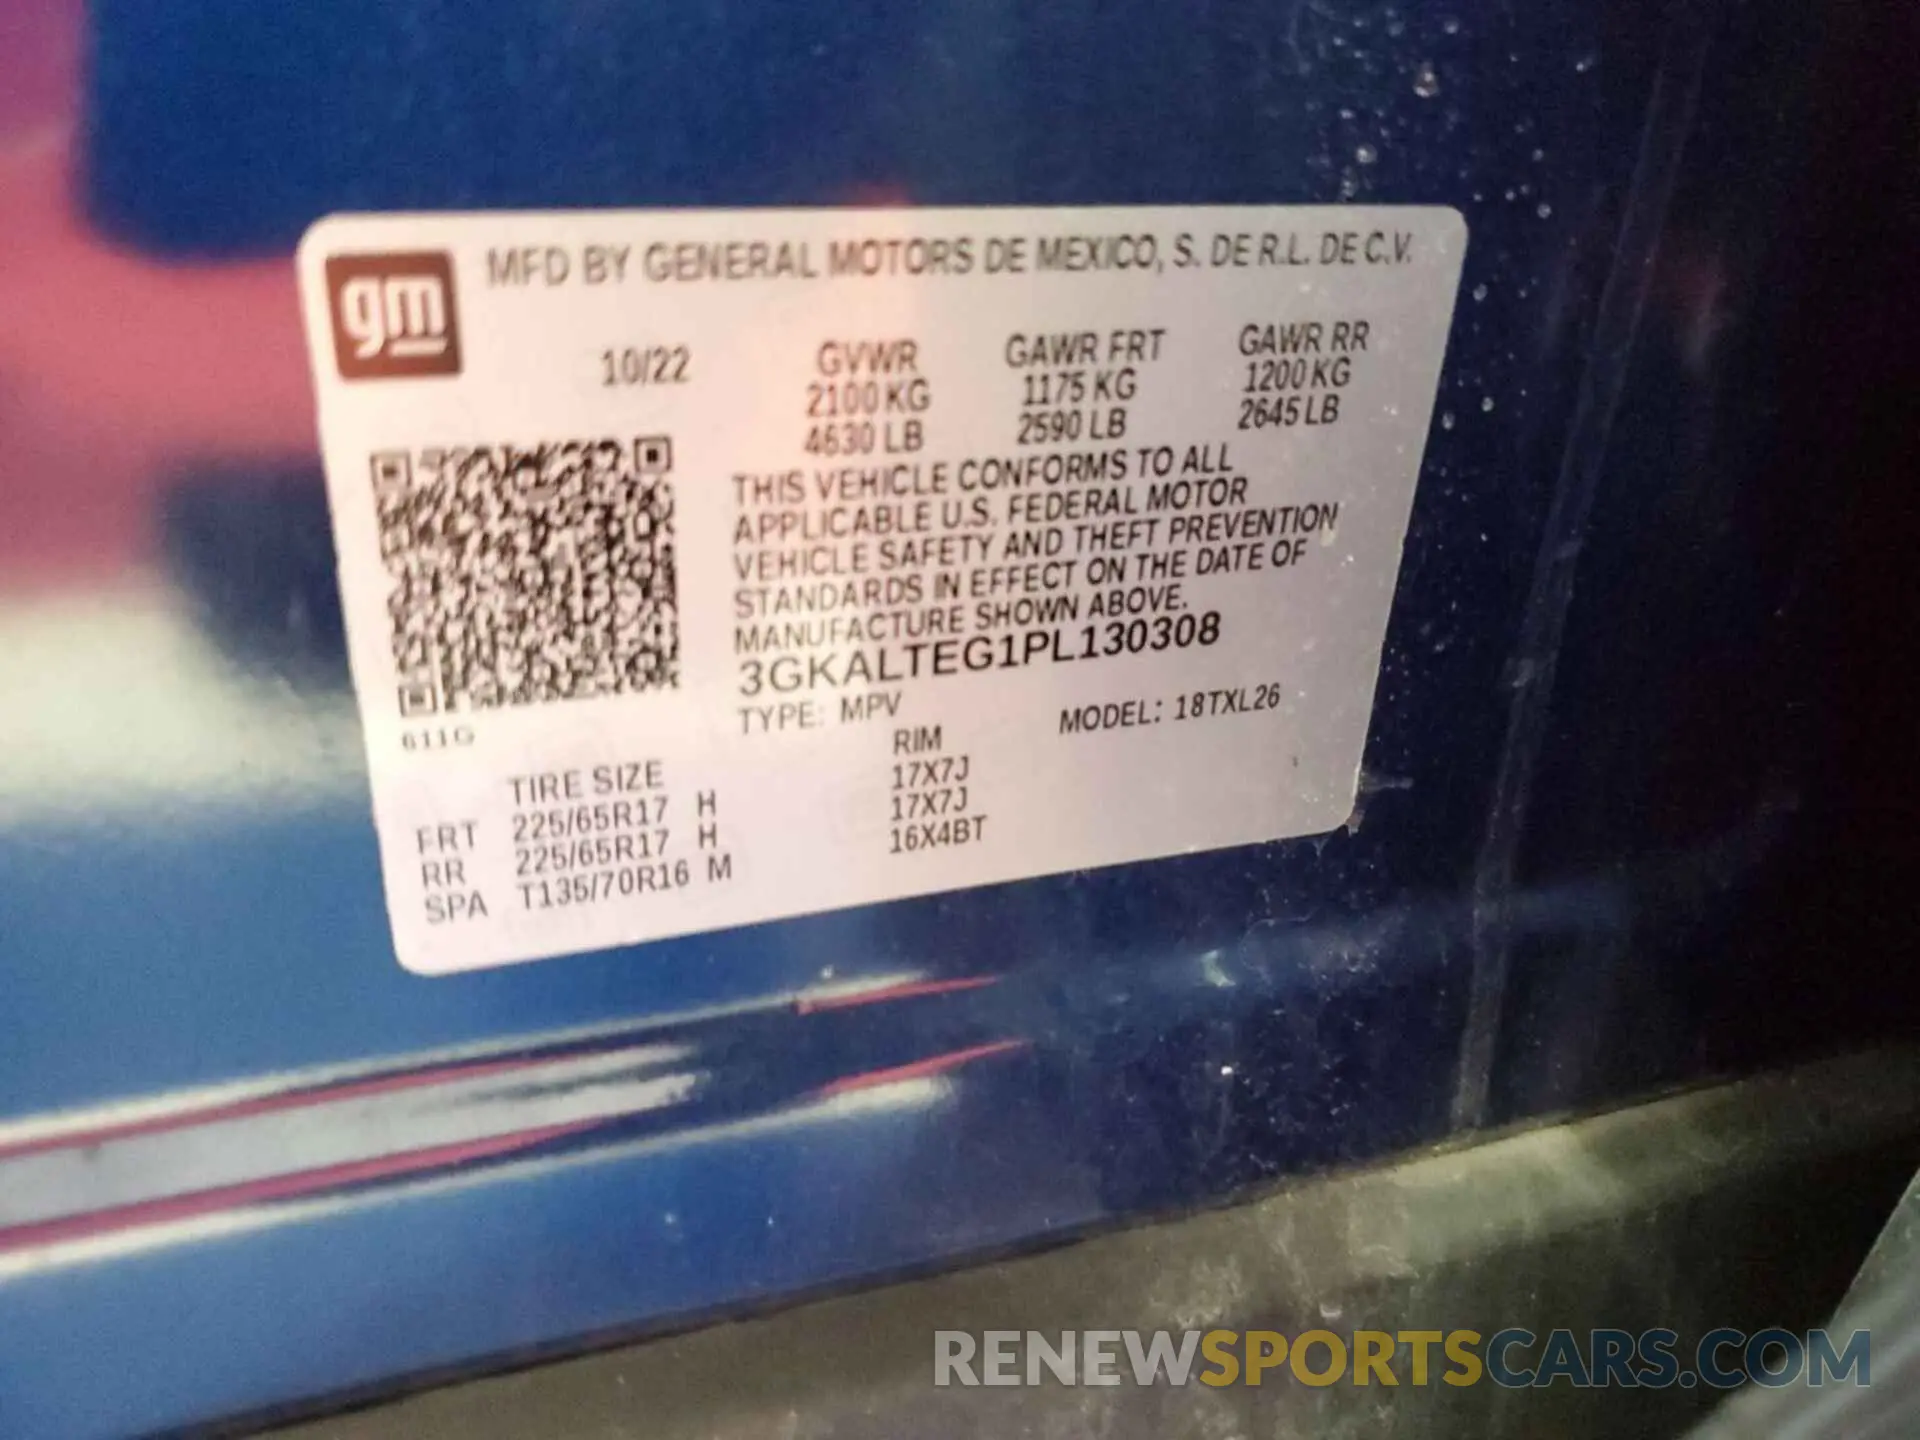 gm
MFD BY GENERAL MOTORS DE MEXICO, S. DE R.L. DE C.V.
10/22 GVWR GAWR FRT GAWR RR
2100 KG 1175 KG 1200 KG
4630 LB 2590 LB 2645 LB
THIS VEHICLE CONFORMS TO ALL
APPLICABLE U.S. FEDERAL MOTOR
VEHICLE SAFETY AND THEFT PREVENTION
STANDARDS IN EFFECT ON THE DATE OF
MANUFACTURE SHOWN ABOVE.
3GKALTEG1PL130308
TYPE: MPV MODEL: 18TXL26
611G
TIRE SIZE RIM
FRT 225/65R17 H 17X7J
RR 225/65R17 H 17X7J
SPA T135/70R16 M 16X4BT
RENEWSPORTSCARS.COM